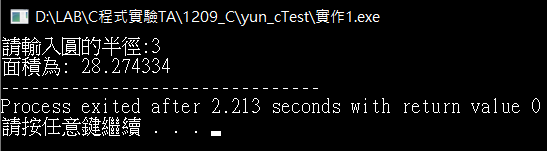 D:\LAB\C程式實驗TA\1209_C\yun_cTest\實作1.exe
請輸入圓的半徑:3
面積為: 28.274334
--------------------------------
Process exited after 2.213 seconds with return value 0
請按任意鍵繼續 . . .